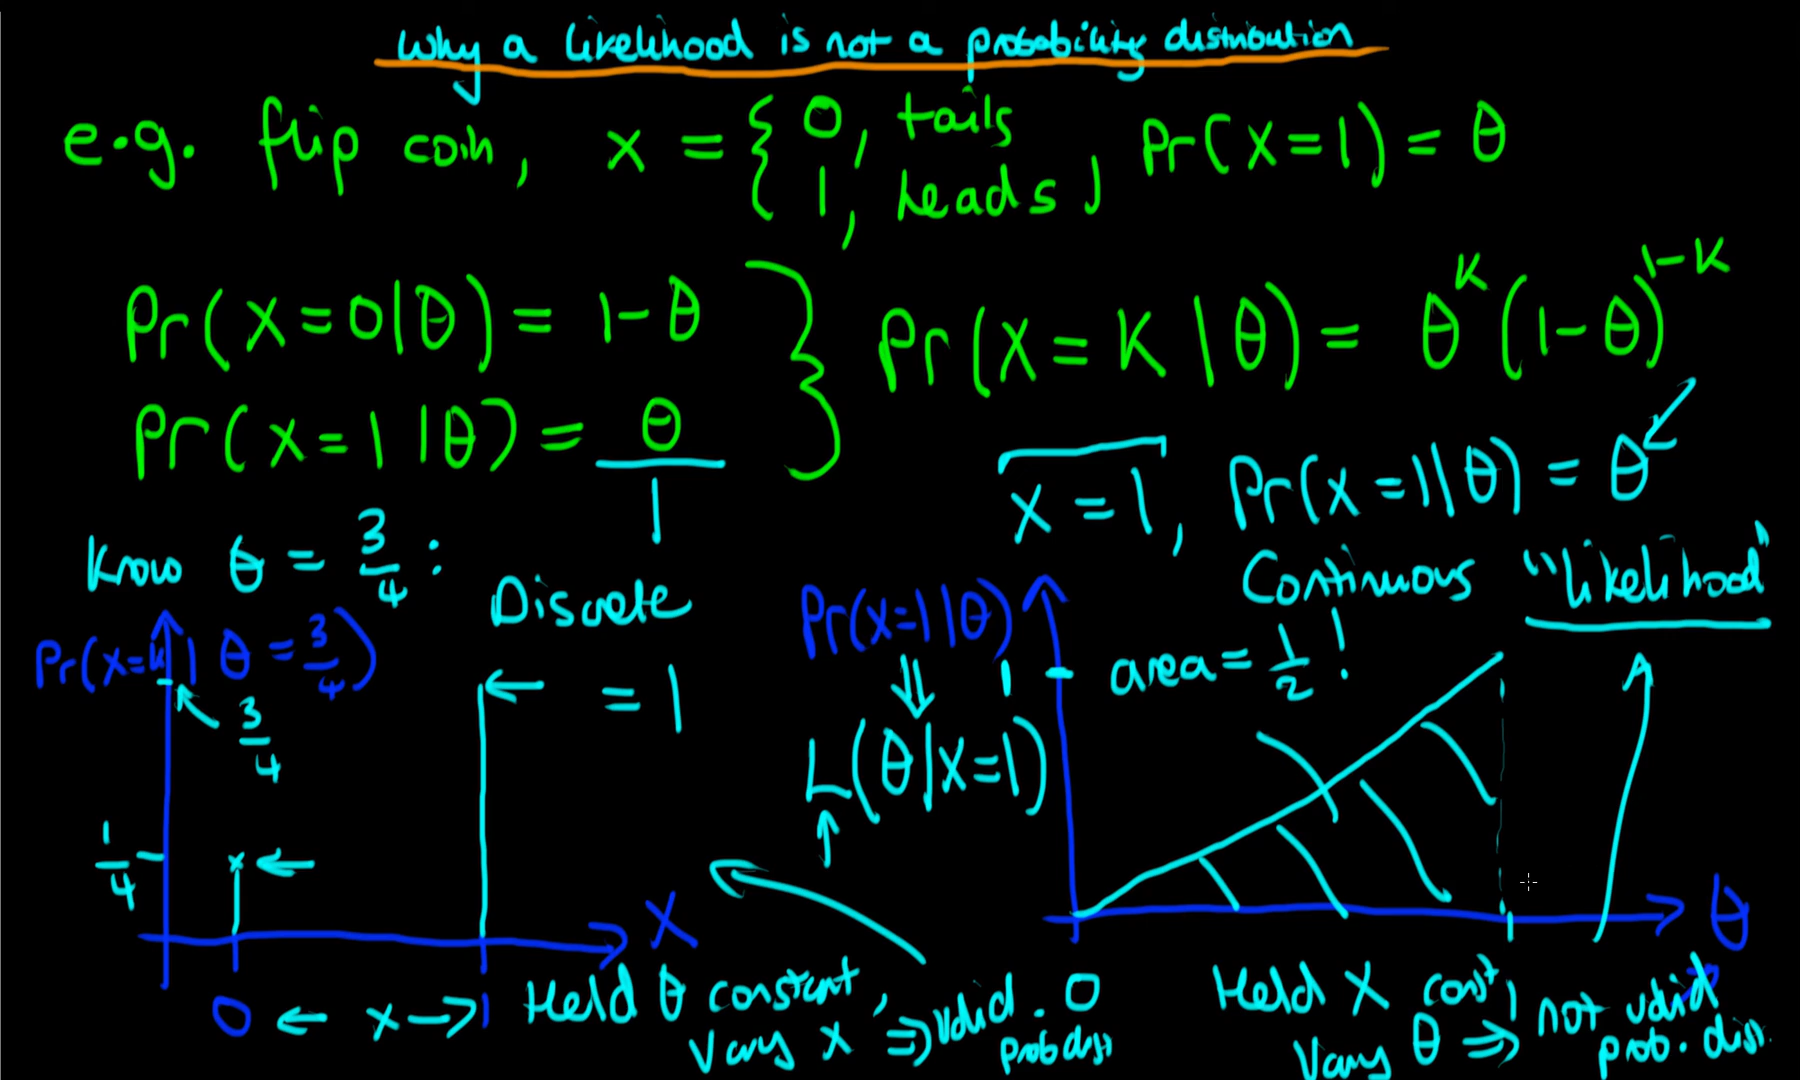 Why a likelihood is not a probability distribution
e.g. flip coin, x = { 0, tails
1, heads , Pr(X=1) = θ
Pr(X=0|θ) = 1-θ
Pr(X=1|θ) = θ
1
} Pr(X=K|θ) = θ^K (1-θ)^{1-K}
x=1, Pr(X=1|θ) = θ
Know θ = 3/4 :
Discrete
Continuous "likelihood"
Pr(X=K|θ=3/4)
= 1
3/4
1/4
0 ← x → 1
X
Held θ constant,
Vary x ⇒ valid.
prob dist
Pr(X=1|θ)
⇓
L(θ|X=1)
1
area = 1/2 !
0
1
θ
Held X const,
Vary θ ⇒ not valid
prob. dist.